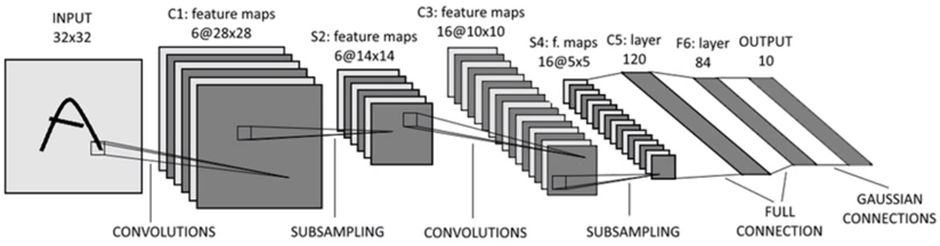 INPUT
32x32
C1: feature maps
6@28x28
S2: feature maps
6@14x14
C3: feature maps
16@10x10
S4: f. maps
16@5x5
C5: layer
120
F6: layer
84
OUTPUT
10
CONVOLUTIONS
SUBSAMPLING
CONVOLUTIONS
SUBSAMPLING
FULL
CONNECTION
GAUSSIAN
CONNECTIONS